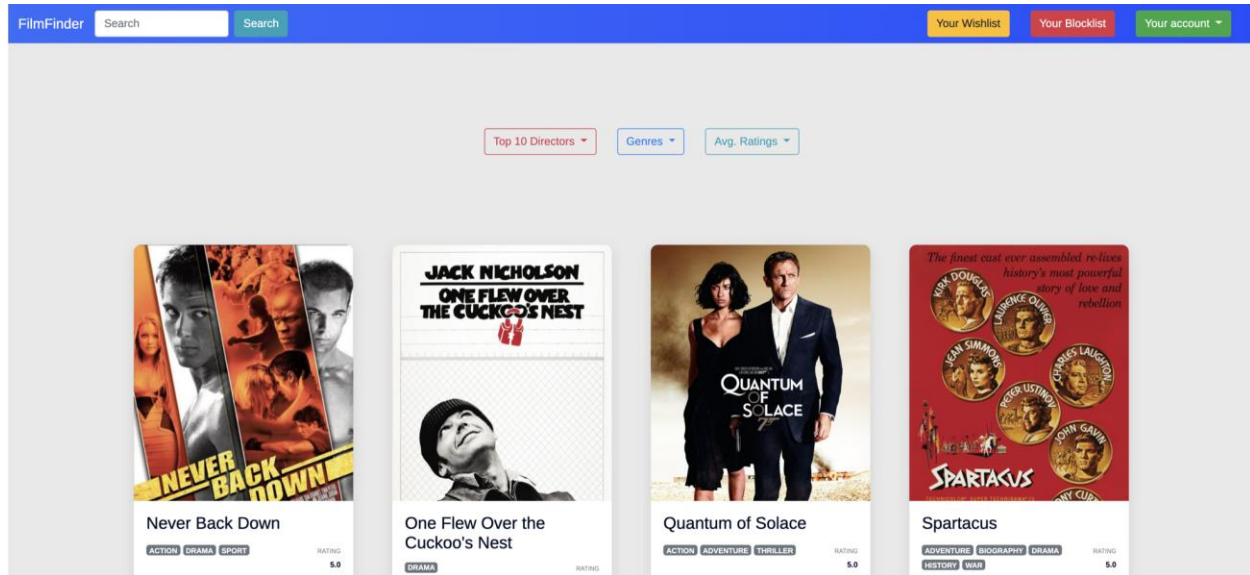 FilmFinder Search Search Your Wishlist Your Blocklist Your account
Top 10 Directors Genres Avg. Ratings
NEVER
BACK
DOWN
Never Back Down
ACTION DRAMA SPORT
RATING
5.0
JACK NICHOLSON
ONE FLEW OVER
THE CUCKOO'S NEST
One Flew Over the
Cuckoo's Nest
DRAMA
RATING
QUANTUM
OF
SOLACE
007
Quantum of Solace
ACTION ADVENTURE THRILLER
RATING
5.0
The finest cast ever assembled re-lives
history's most powerful
story of love and
rebellion
KIRK DOUGLAS
LAURENCE OLIVIER
JEAN SIMMONS
CHARLES LAUGHTON
PETER USTINOV
JOHN GAVIN
SPARTACUS
Spartacus
ADVENTURE BIOGRAPHY DRAMA
HISTORY WAR
RATING
5.0